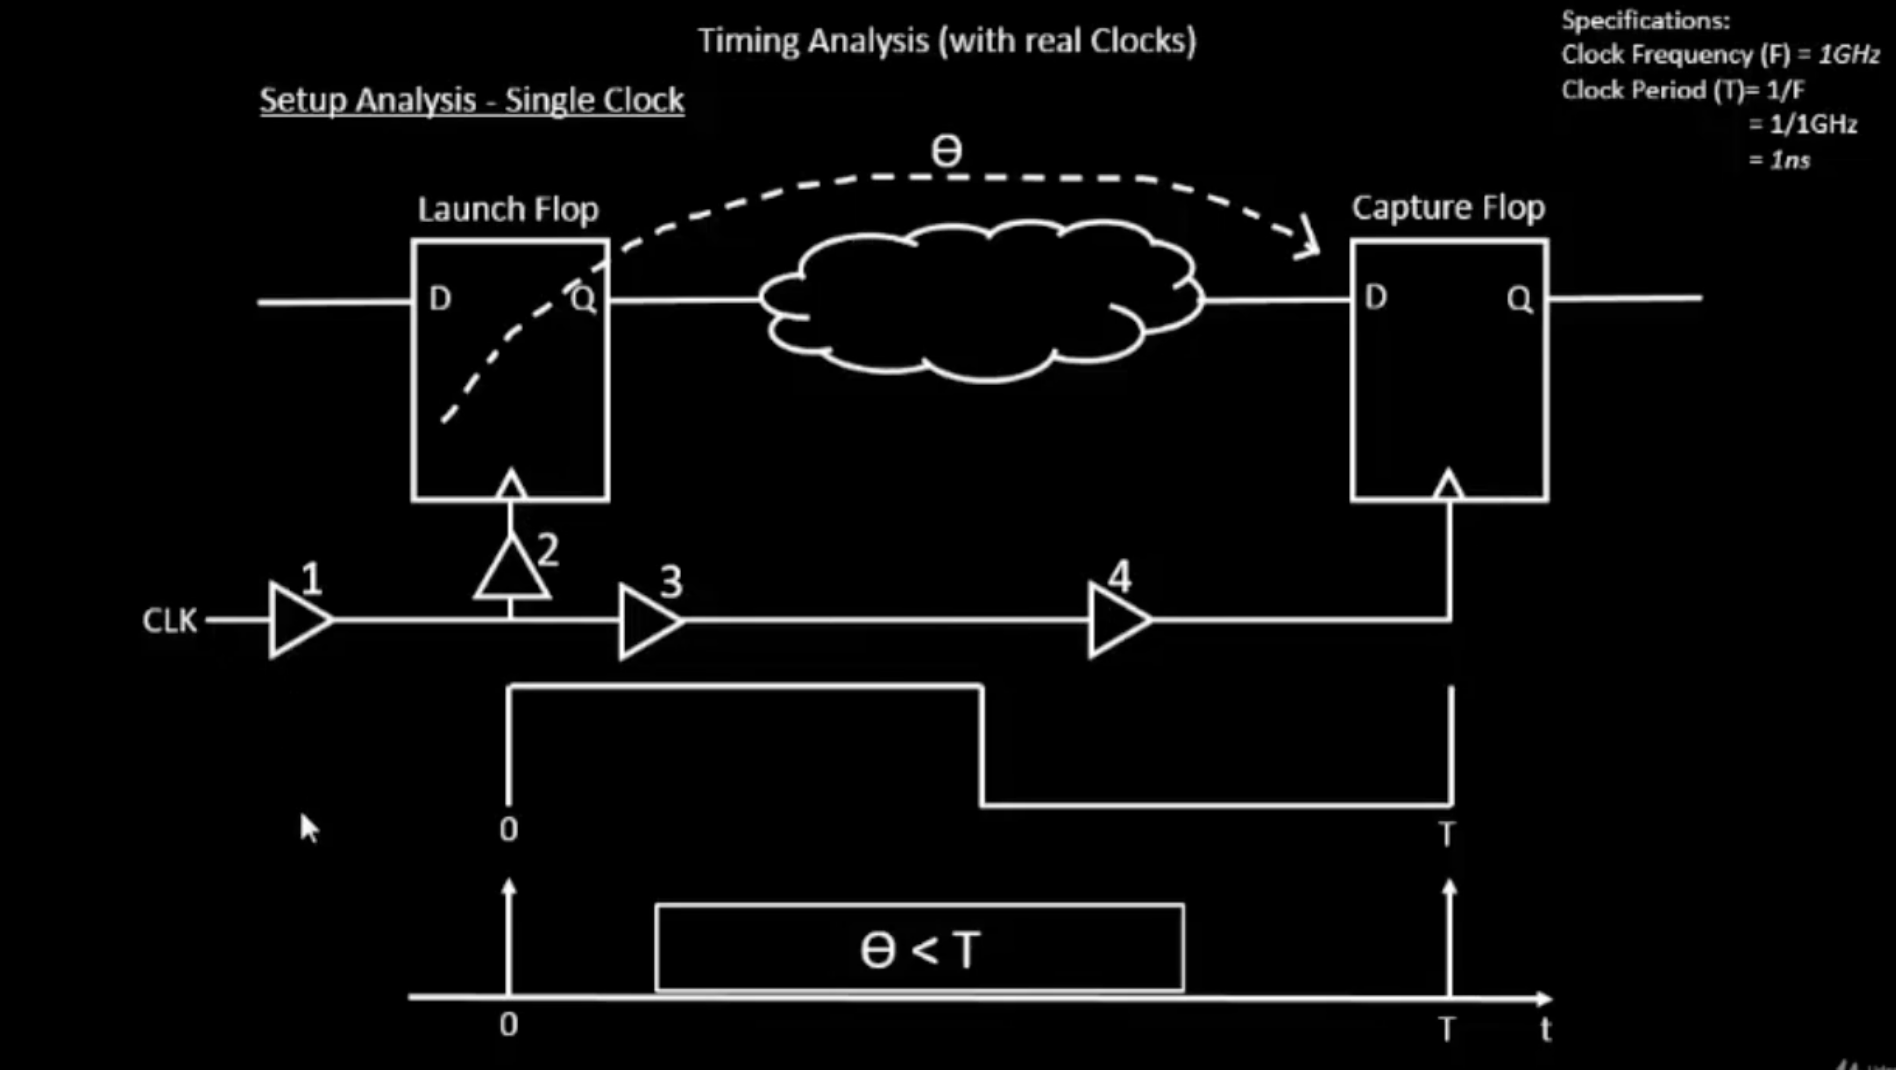 Timing Analysis (with real Clocks)
Specifications:
Clock Frequency (F) = 1GHz
Clock Period (T)= 1/F
= 1/1GHz
= 1ns
Setup Analysis - Single Clock
Ɵ
Launch Flop
Capture Flop
D
Q
D
Q
2
1
3
4
CLK
0
T
Ɵ < T
0
T
t